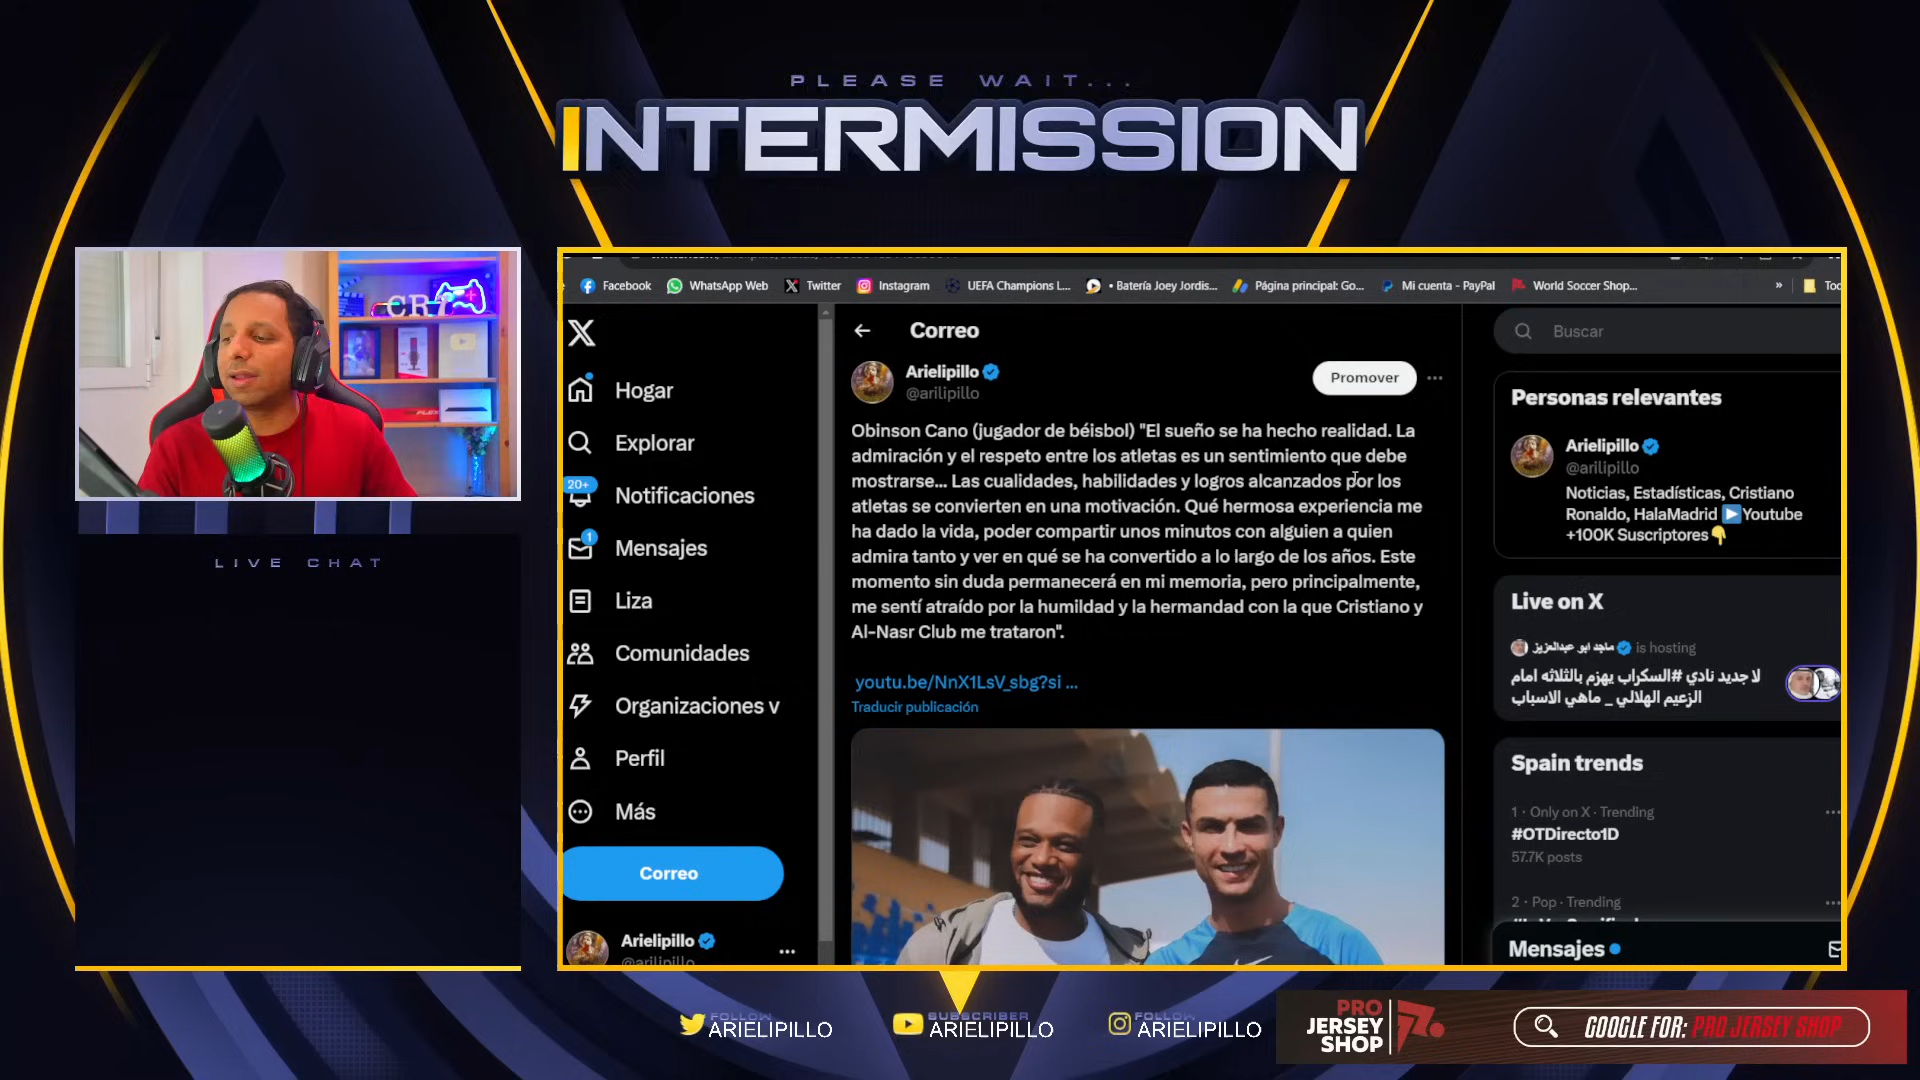 PLEASE WAIT...
INTERMISSION
Facebook
WhatsApp Web
Twitter
Instagram
UEFA Champions L...
• Batería Joey Jordis...
Página principal: Go...
Mi cuenta - PayPal
World Soccer Shop...
»
Hogar
Explorar
20+
Notificaciones
1
Mensajes
Liza
Comunidades
Organizaciones v
Perfil
Más
Correo
Arielipillo
@arilipillo
Correo
Arielipillo
@arilipillo
Promover
Obinson Cano (jugador de béisbol) "El sueño se ha hecho realidad. La
admiración y el respeto entre los atletas es un sentimiento que debe
mostrarse... Las cualidades, habilidades y logros alcanzados por los
atletas se convierten en una motivación. Qué hermosa experiencia me
ha dado la vida, poder compartir unos minutos con alguien a quien
admira tanto y ver en qué se ha convertido a lo largo de los años. Este
momento sin duda permanecerá en mi memoria, pero principalmente,
me sentí atraído por la humildad y la hermandad con la que Cristiano y
Al-Nasr Club me trataron".
youtu.be/NnX1LsV_sbg?si ...
Traducir publicación
Buscar
Personas relevantes
Arielipillo
@arilipillo
Noticias, Estadísticas, Cristiano
Ronaldo, HalaMadrid ▶Youtube
+100K Suscriptores👇
Live on X
ماجد ابو عبدالعزيز is hosting
لا جديد نادي #السكراب يهزم بالثلاثه امام
الزعيم الهلالي _ ماهي الاسباب
Spain trends
1 · Only on X · Trending
#OTDirecto1D
57.7K posts
2 · Pop · Trending
Mensajes
CR7
LIVE CHAT
FOLLOW
ARIELIPILLO
SUBSCRIBER
ARIELIPILLO
FOLLOW
ARIELIPILLO
PRO
JERSEY
SHOP
GOOGLE FOR: PRO JERSEY SHOP